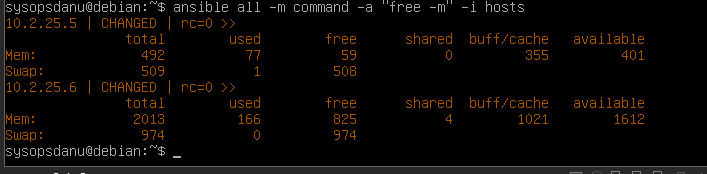 sysopsdanu@debian:~$ ansible all -m command -a "free -m" -i hosts
10.2.25.5 | CHANGED | rc=0 >>
total used free shared buff/cache available
Mem: 492 77 59 0 355 401
Swap: 509 1 508
10.2.25.6 | CHANGED | rc=0 >>
total used free shared buff/cache available
Mem: 2013 166 825 4 1021 1612
Swap: 974 0 974
sysopsdanu@debian:~$ _